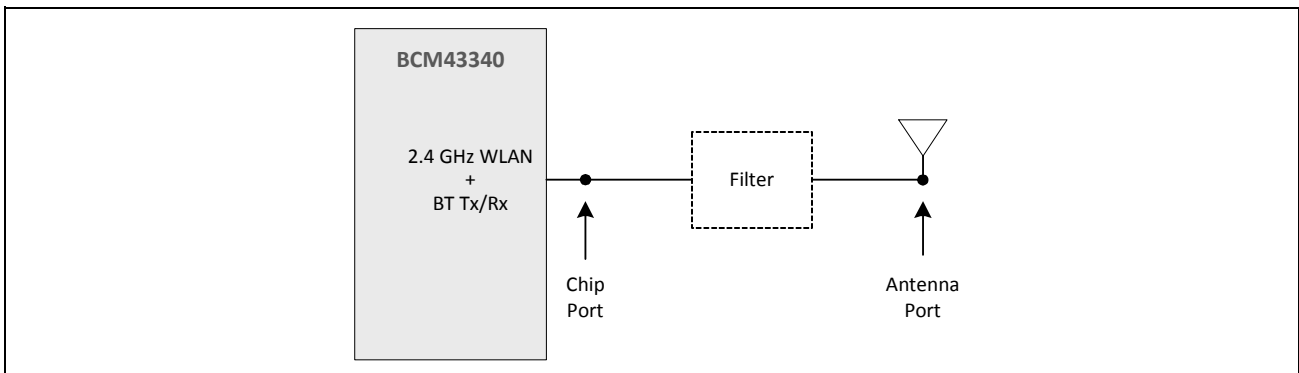 BCM43340
2.4 GHz WLAN
+
BT Tx/Rx
Filter
Chip
Port
Antenna
Port